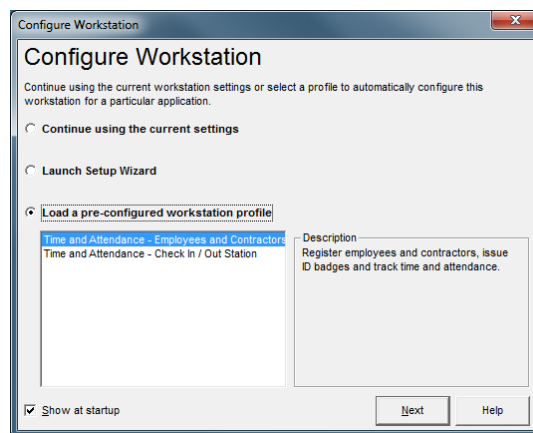 Configure Workstation
Configure Workstation
Continue using the current workstation settings or select a profile to automatically configure this
workstation for a particular application.
Continue using the current settings
Launch Setup Wizard
Load a pre-configured workstation profile
Time and Attendance - Employees and Contractors
Time and Attendance - Check In / Out Station
Description
Register employees and contractors, issue
ID badges and track time and attendance.
Show at startup
Next
Help